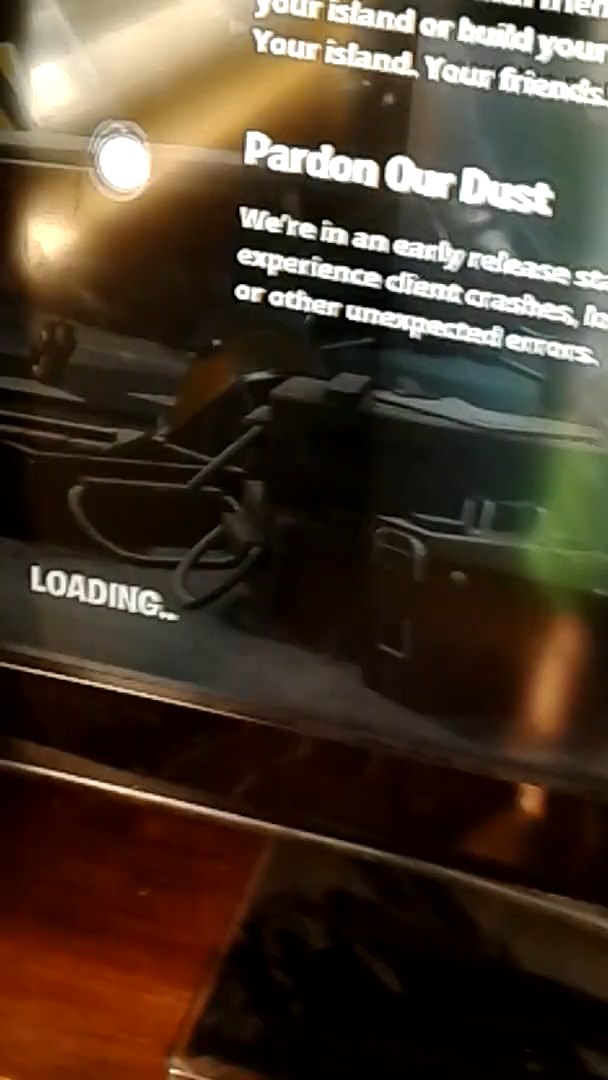 your island or build your
Your island. Your friends.
Pardon Our Dust
We're in an early release
experience client crashes,
or other unexpected errors.
LOADING..